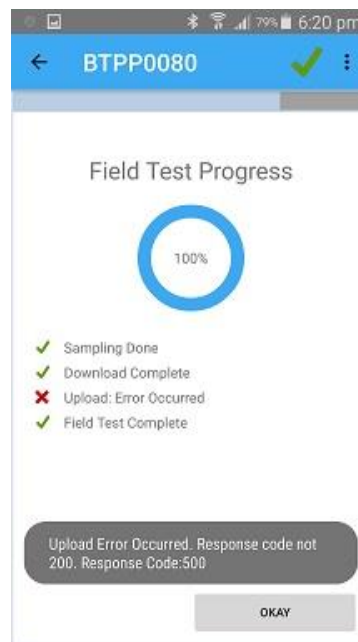 79% 6:20 pm
BTPP0080
Field Test Progress
100%
Sampling Done
Download Complete
Upload: Error Occurred
Field Test Complete
Upload Error Occurred. Response code not
200. Response Code:500
OKAY